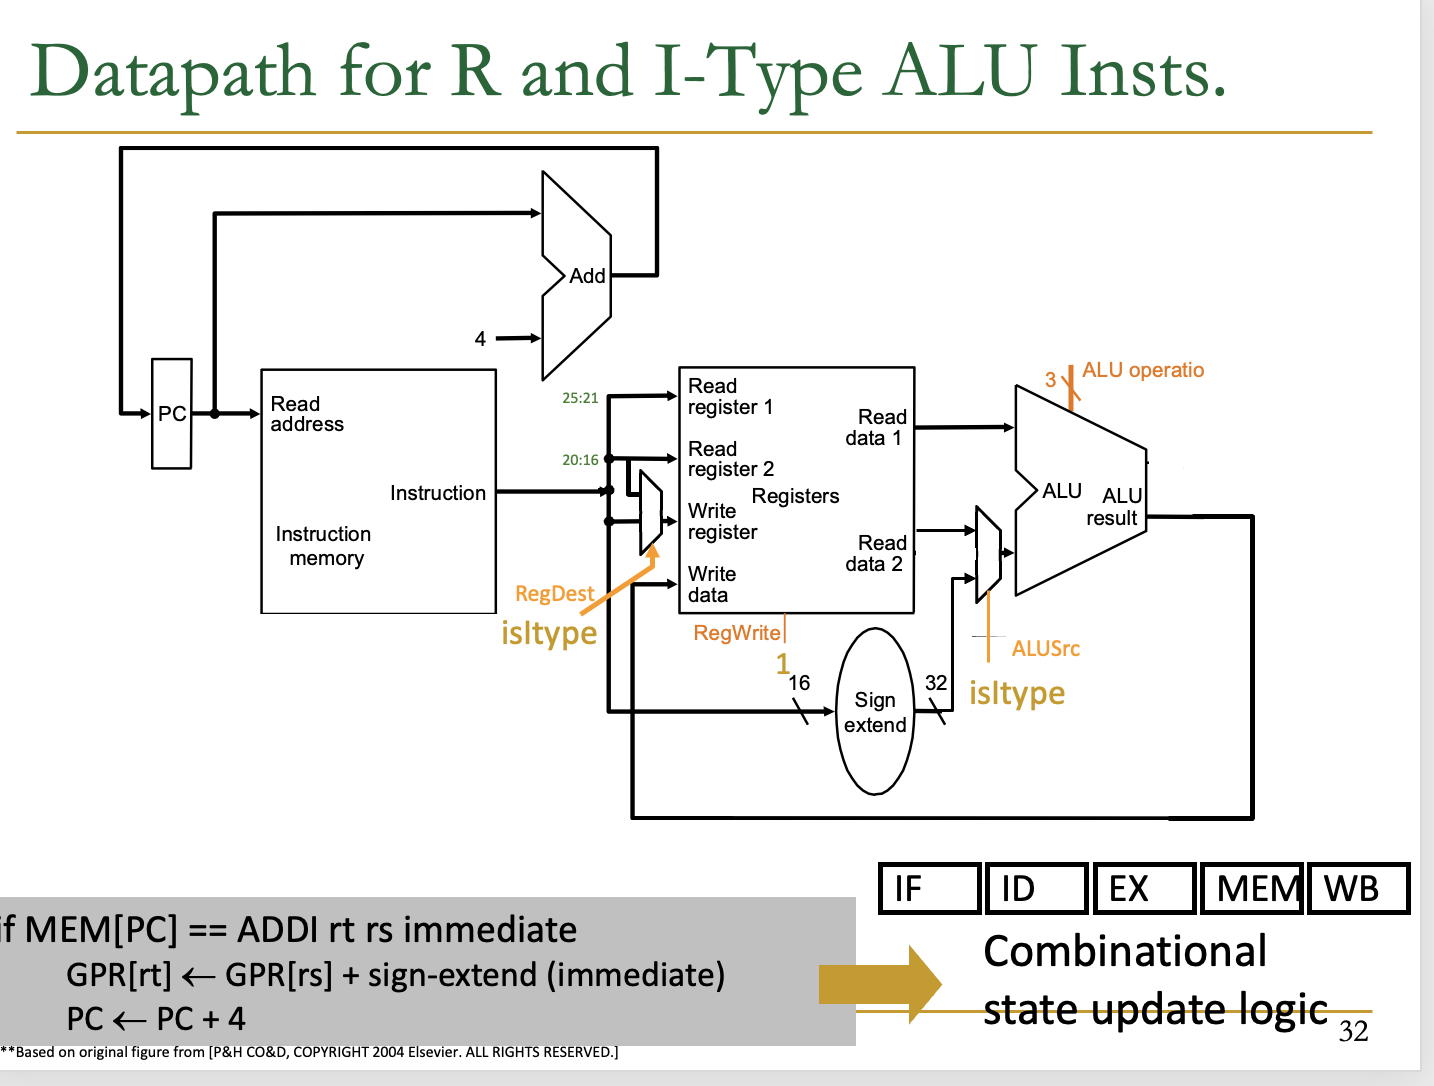 Datapath for R and I-Type ALU Insts.
Add
4
PC
Read
address
Instruction
Instruction
memory
25:21
20:16
Read
register 1
Read
register 2
Write
register
Write
data
Registers
Read
data 1
Read
data 2
RegDest
isItype
RegWrite
1
16
Sign
extend
32
3
ALU operatio
ALU
ALU
result
ALUSrc
isItype
IF
ID
EX
MEM
WB
if MEM[PC] == ADDI rt rs immediate
GPR[rt] ← GPR[rs] + sign-extend (immediate)
PC ← PC + 4
Combinational
state update logic
32
**Based on original figure from [P&H CO&D, COPYRIGHT 2004 Elsevier. ALL RIGHTS RESERVED.]